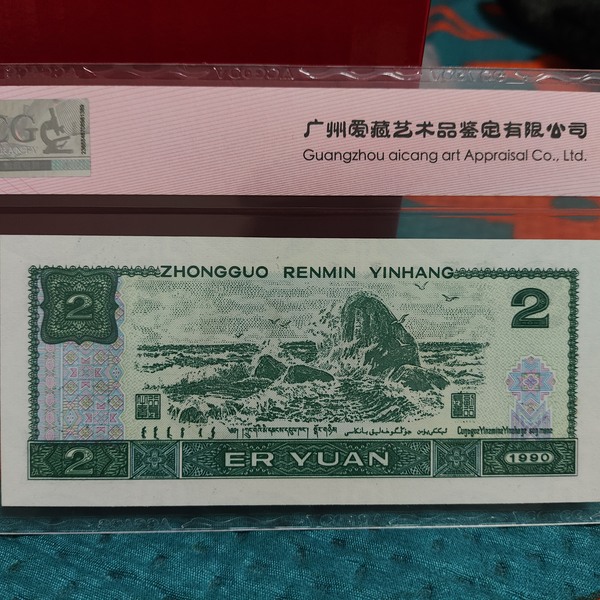 CG
广州爱藏艺术品鉴定有限公司
Guangzhou aicang art Appraisal Co., Ltd.
ZHONGGUO RENMIN YINHANG
2
2
2
ER YUAN
1990